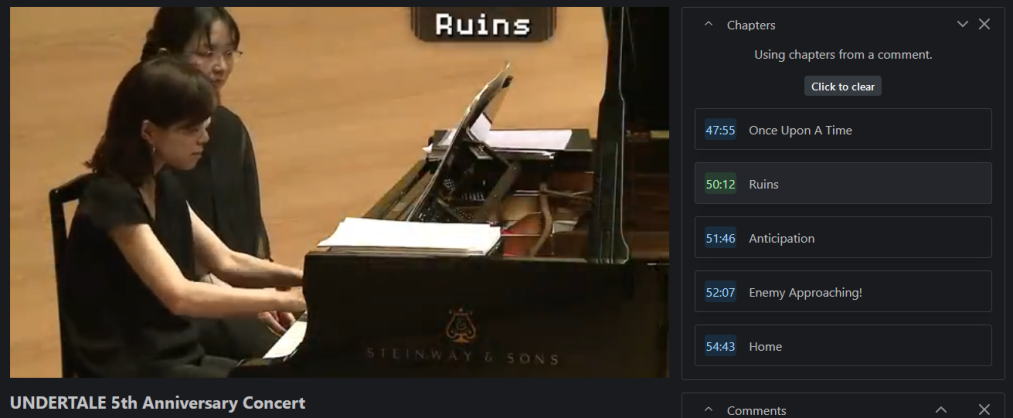 Ruins
STEINWAY & SONS
UNDERTALE 5th Anniversary Concert
Chapters
Using chapters from a comment.
Click to clear
47:55 Once Upon A Time
50:12 Ruins
51:46 Anticipation
52:07 Enemy Approaching!
54:43 Home
Comments